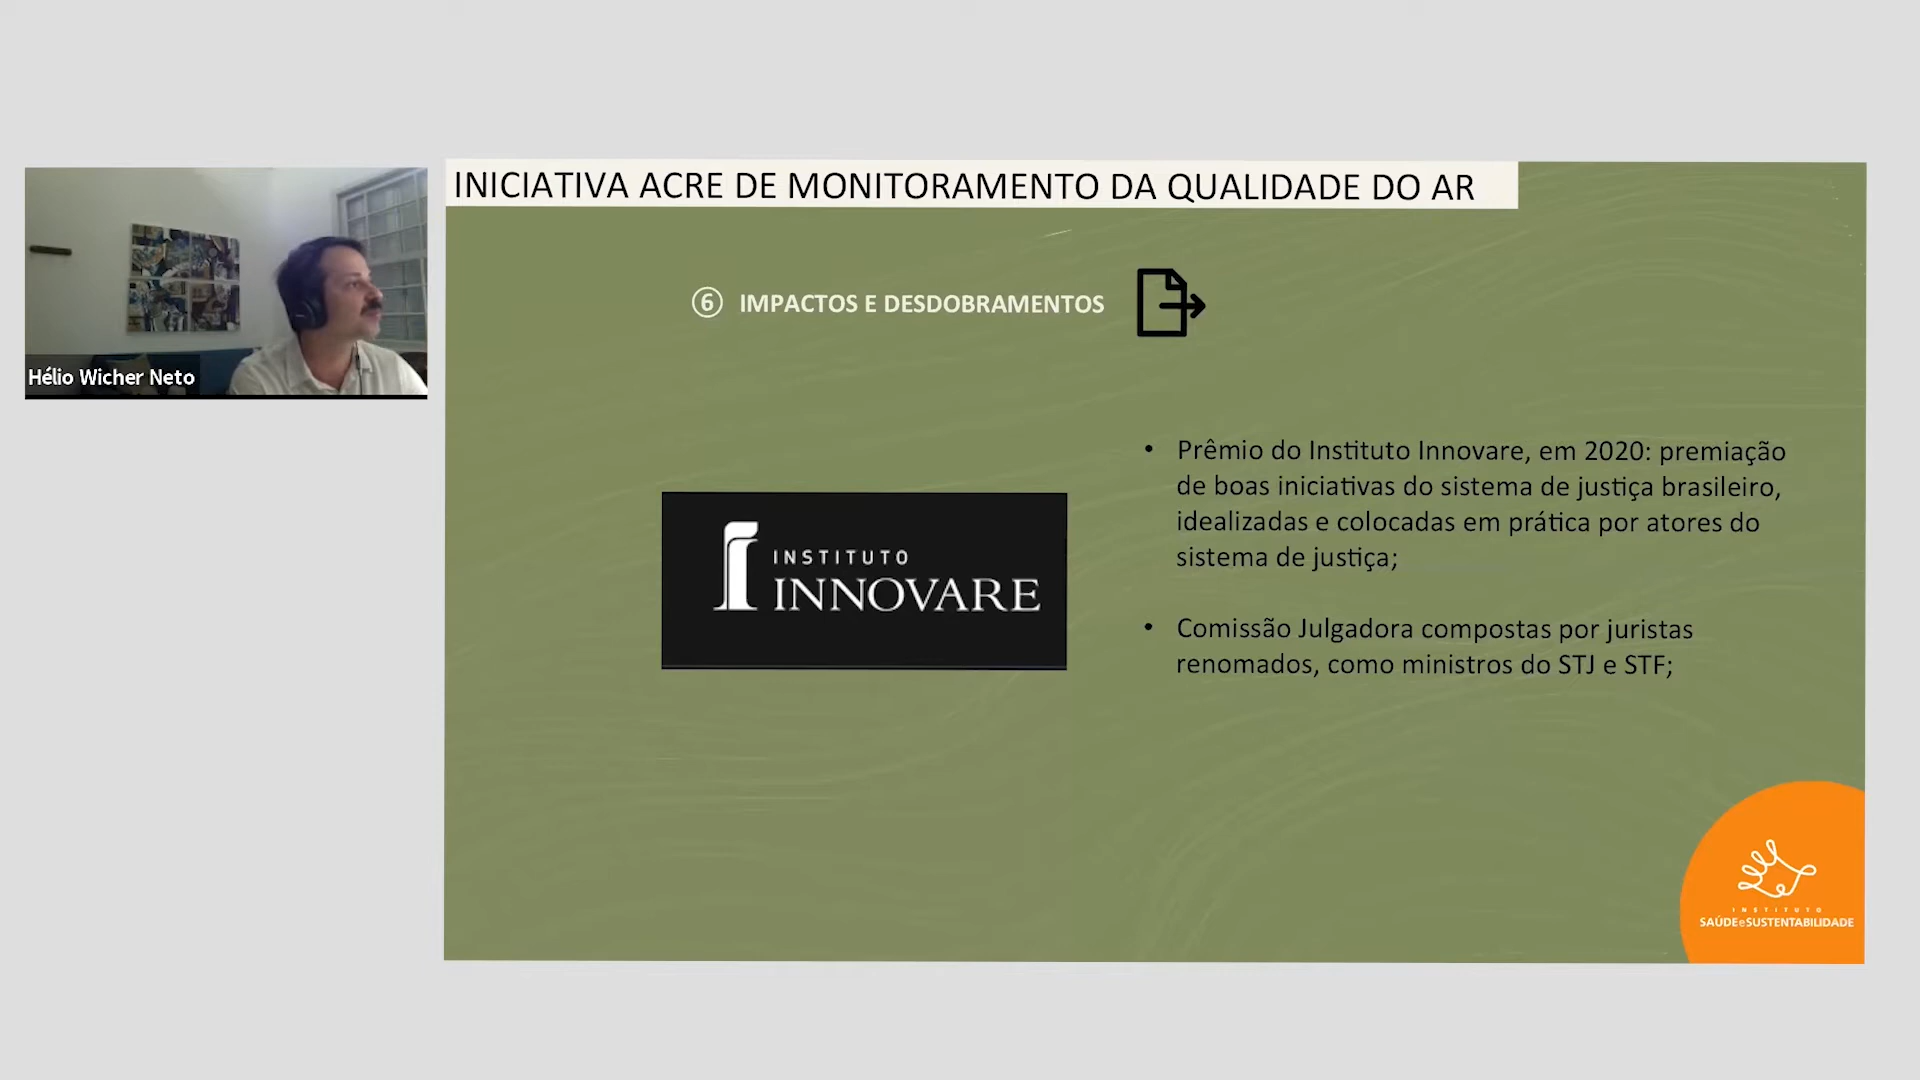 INICIATIVA ACRE DE MONITORAMENTO DA QUALIDADE DO AR
6 IMPACTOS E DESDOBRAMENTOS
Hélio Wicher Neto
• Prêmio do Instituto Innovare, em 2020: premiação
de boas iniciativas do sistema de justiça brasileiro,
idealizadas e colocadas em prática por atores do
sistema de justiça;
INSTITUTO
INNOVARE
• Comissão Julgadora compostas por juristas
renomados, como ministros do STJ e STF;
INSTITUTO
SAÚDEeSUSTENTABILIDADE